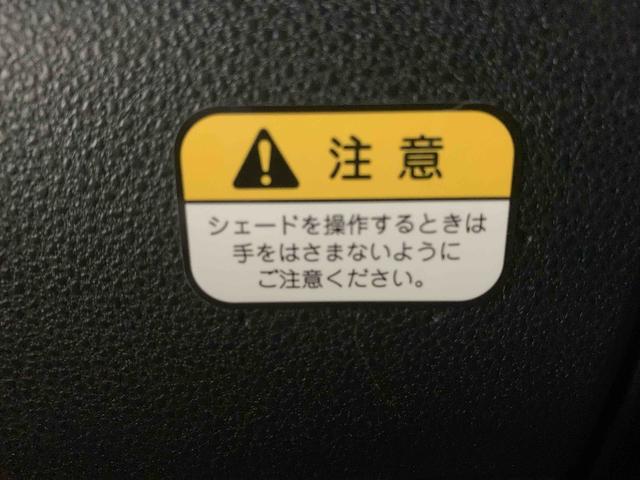 注意
シェードを操作するときは
手をはさまないように
ご注意ください。